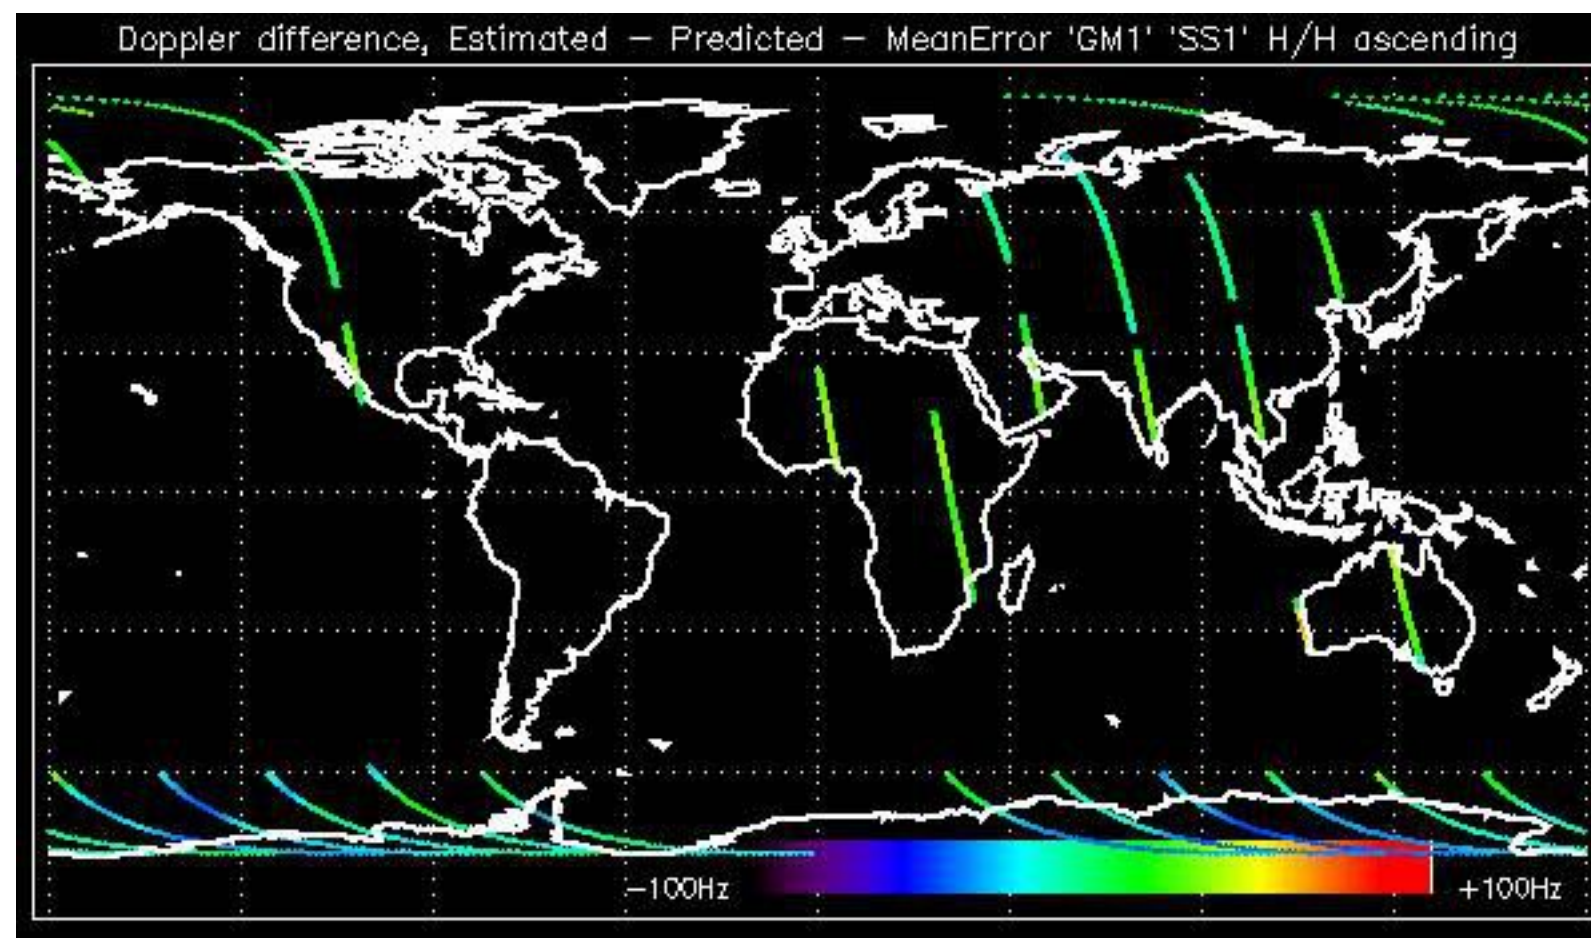 Doppler difference, Estimated – Predicted – MeanError 'GM1' 'SS1' H/H ascending
–100Hz +100Hz